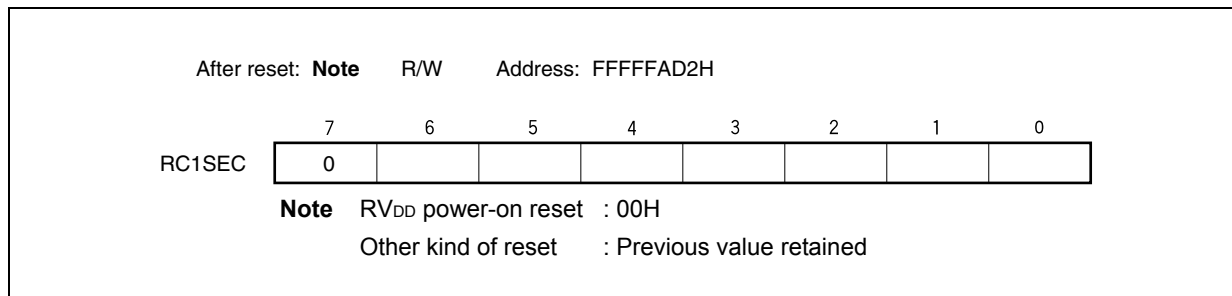 After reset: Note R/W Address: FFFFFAD2H
7 6 5 4 3 2 1 0
RC1SEC 0
Note RVDD power-on reset : 00H
Other kind of reset : Previous value retained